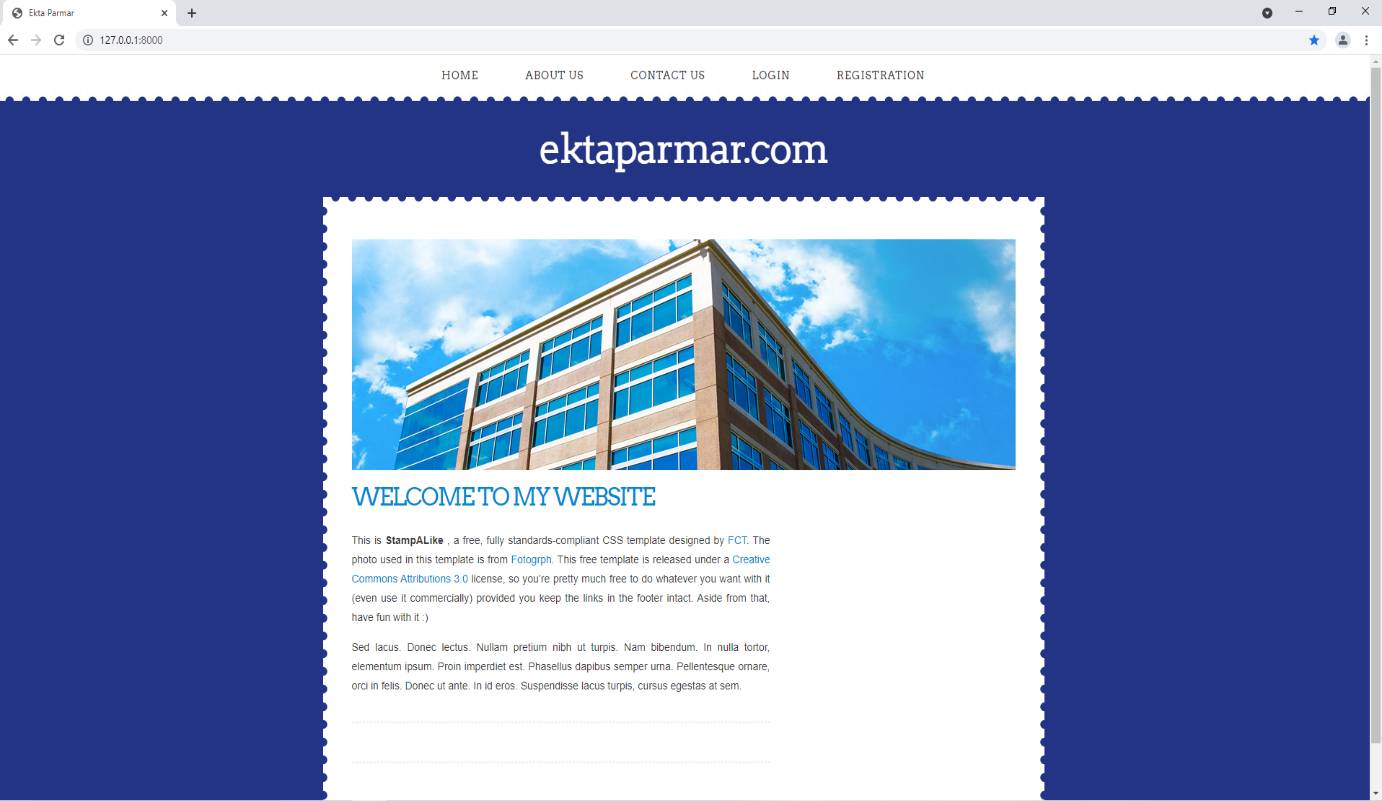 Ekta Parmar
127.0.0.1:8000
HOME ABOUT US CONTACT US LOGIN REGISTRATION
ektaparmar.com
WELCOME TO MY WEBSITE
This is StampALike , a free, fully standards-compliant CSS template designed by FCT. The
photo used in this template is from Fotogrph. This free template is released under a Creative
Commons Attributions 3.0 license, so you're pretty much free to do whatever you want with it
(even use it commercially) provided you keep the links in the footer intact. Aside from that,
have fun with it :)
Sed lacus. Donec lectus. Nullam pretium nibh ut turpis. Nam bibendum. In nulla tortor,
elementum ipsum. Proin imperdiet est. Phasellus dapibus semper urna. Pellentesque ornare,
orci in felis. Donec ut ante. In id eros. Suspendisse lacus turpis, cursus egestas at sem.